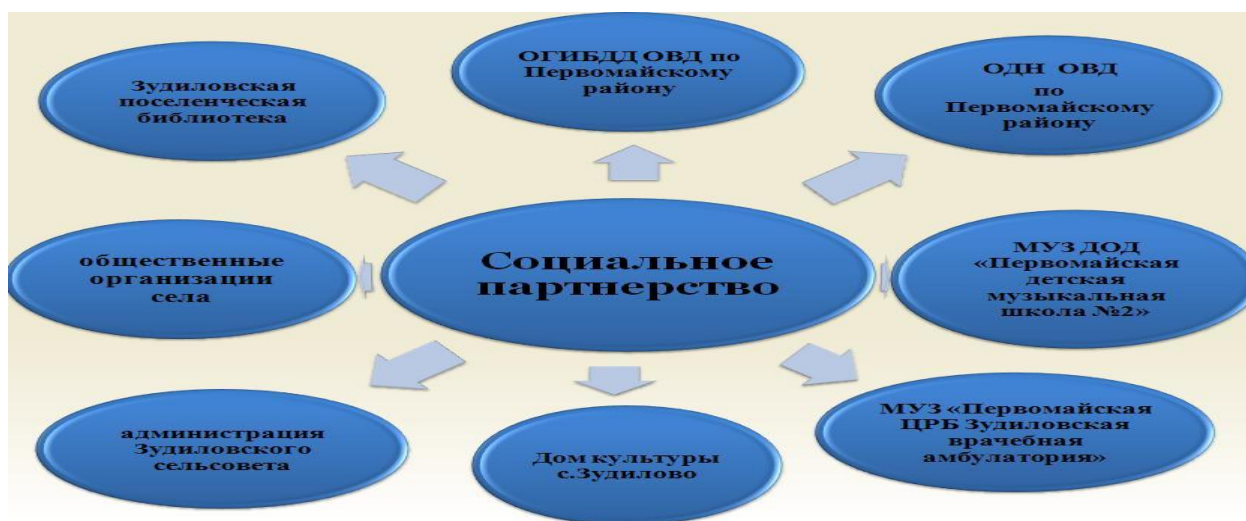 Зудиловская
поселенческая
библиотека
ОГИБДД ОВД по
Первомайскому
району
ОДН ОВД
по
Первомайскому
району
общественные
организации
села
Социальное
партнерство
МУЗ ДОД
«Первомайская
детская
музыкальная
школа №2»
администрация
Зудиловского
сельсовета
Дом культуры
с.Зудилово
МУЗ «Первомайская
ЦРБ Зудиловская
врачебная
амбулатория»